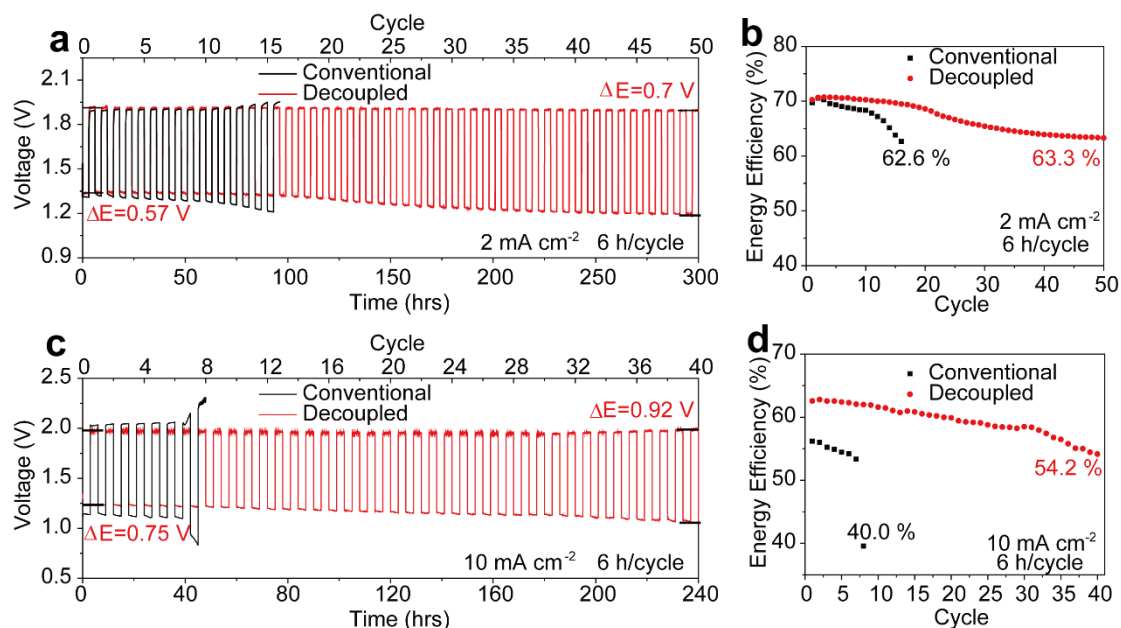 a
Cycle
0 5 10 15 20 25 30 35 40 45 50
2.1
1.8
1.5
1.2
0.9
Voltage (V)
Conventional
Decoupled
ΔE=0.7 V
ΔE=0.57 V
2 mA cm⁻² 6 h/cycle
0 50 100 150 200 250 300
Time (hrs)
b
80
70
60
50
40
Energy Efficiency (%)
Conventional
Decoupled
62.6 %
63.3 %
2 mA cm⁻²
6 h/cycle
0 10 20 30 40 50
Cycle
c
Cycle
0 4 8 12 16 20 24 28 32 36 40
2.5
2.0
1.5
1.0
0.5
Voltage (V)
Conventional
Decoupled
ΔE=0.92 V
ΔE=0.75 V
10 mA cm⁻² 6 h/cycle
0 40 80 120 160 200 240
Time (hrs)
d
70
60
50
40
Energy Efficiency (%)
Conventional
Decoupled
54.2 %
40.0 %
10 mA cm⁻²
6 h/cycle
0 5 10 15 20 25 30 35 40
Cycle